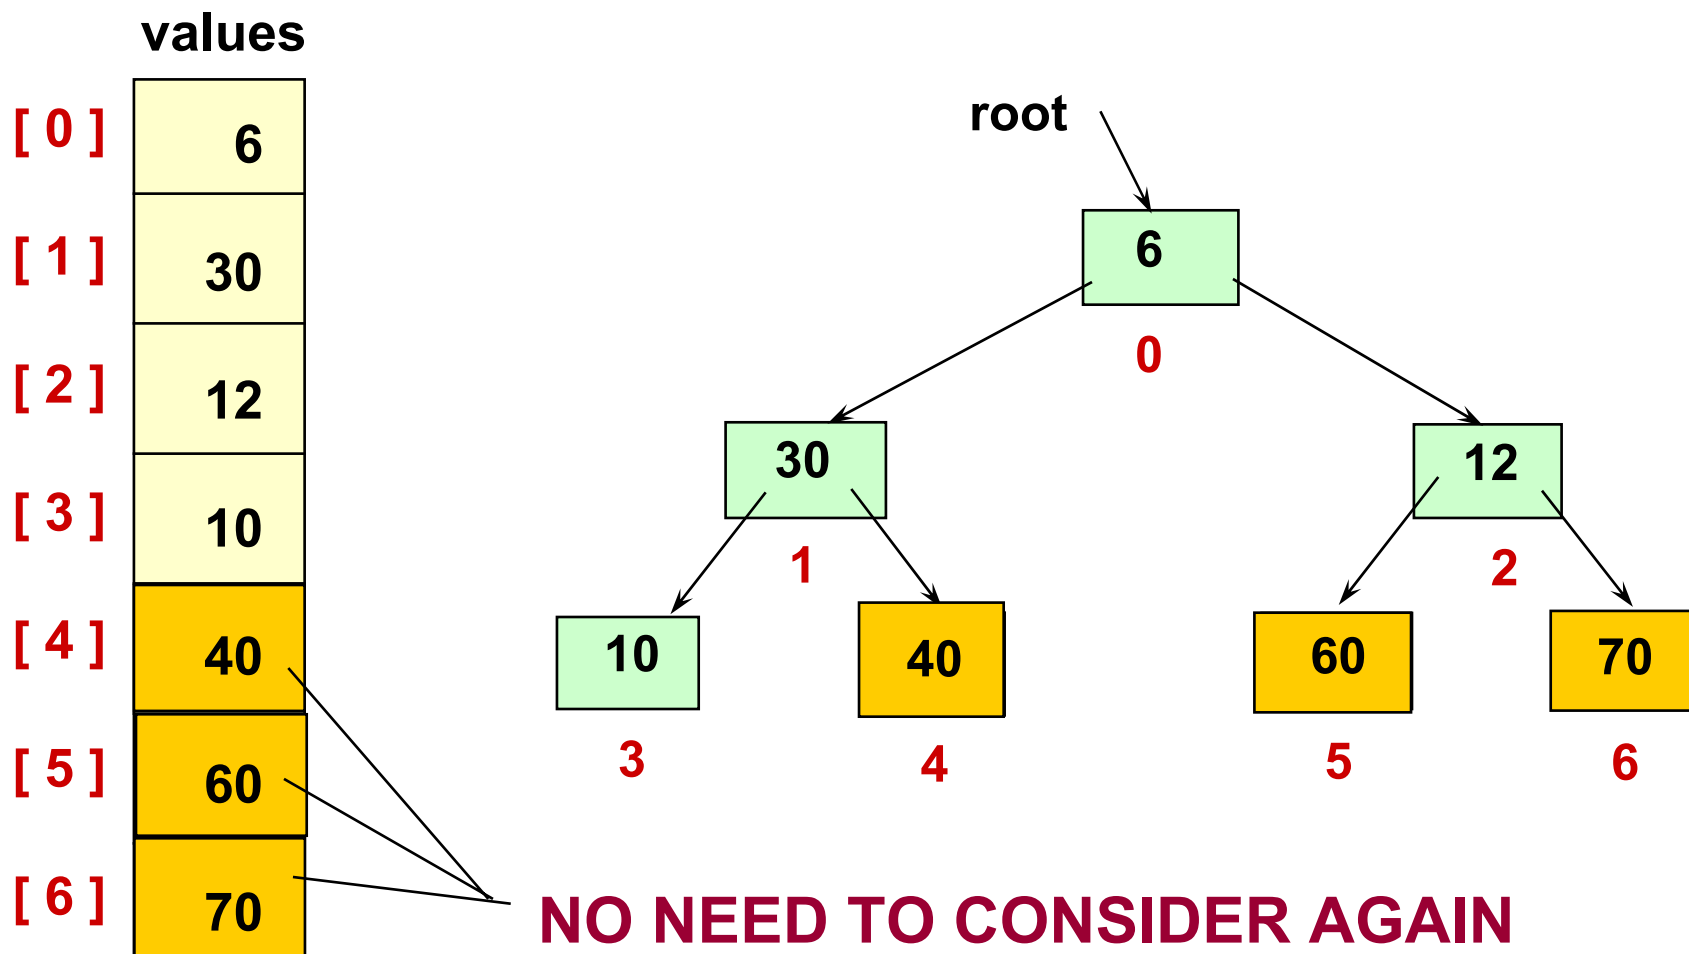 values
[ 0 ] 6
[ 1 ] 30
[ 2 ] 12
[ 3 ] 10
[ 4 ] 40
[ 5 ] 60
[ 6 ] 70
root
6
0
30 12
1 2
10 40 60 70
3 4 5 6
NO NEED TO CONSIDER AGAIN